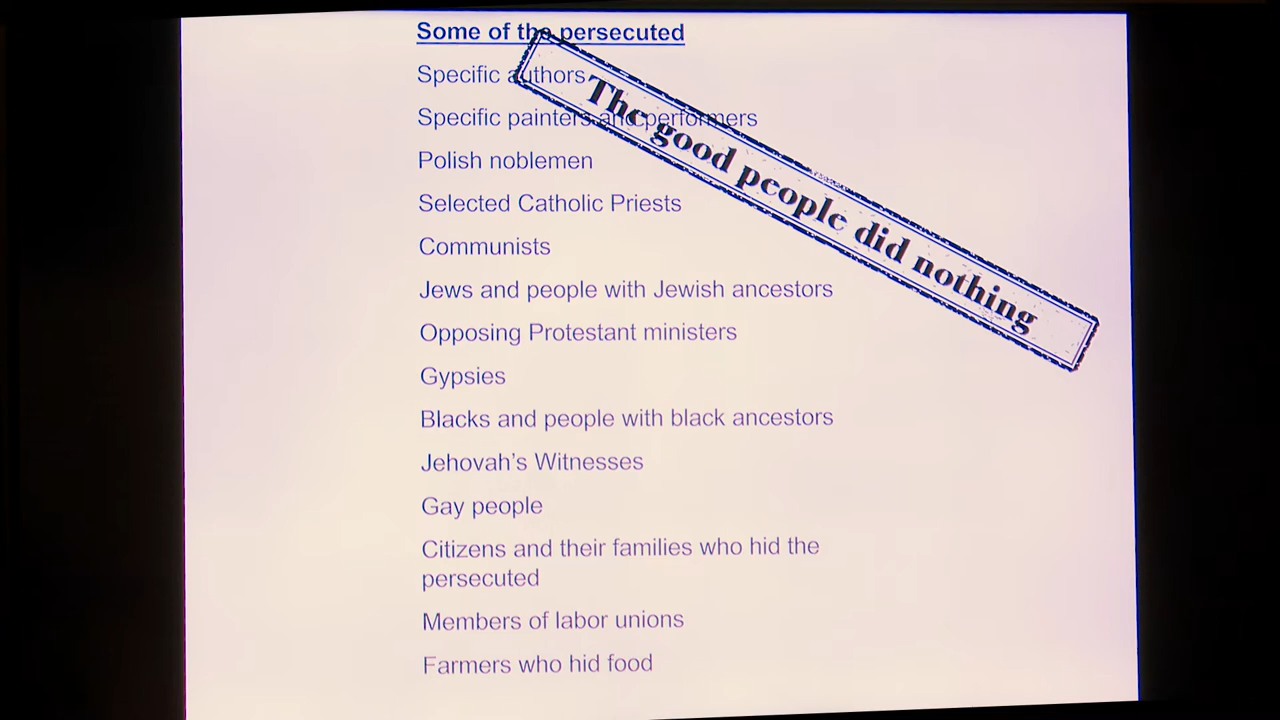 Some of the persecuted
Specific authors
Specific painters and performers
Polish noblemen
Selected Catholic Priests
Communists
Jews and people with Jewish ancestors
Opposing Protestant ministers
Gypsies
Blacks and people with black ancestors
Jehovah's Witnesses
Gay people
Citizens and their families who hid the
persecuted
Members of labor unions
Farmers who hid food
The good people did nothing